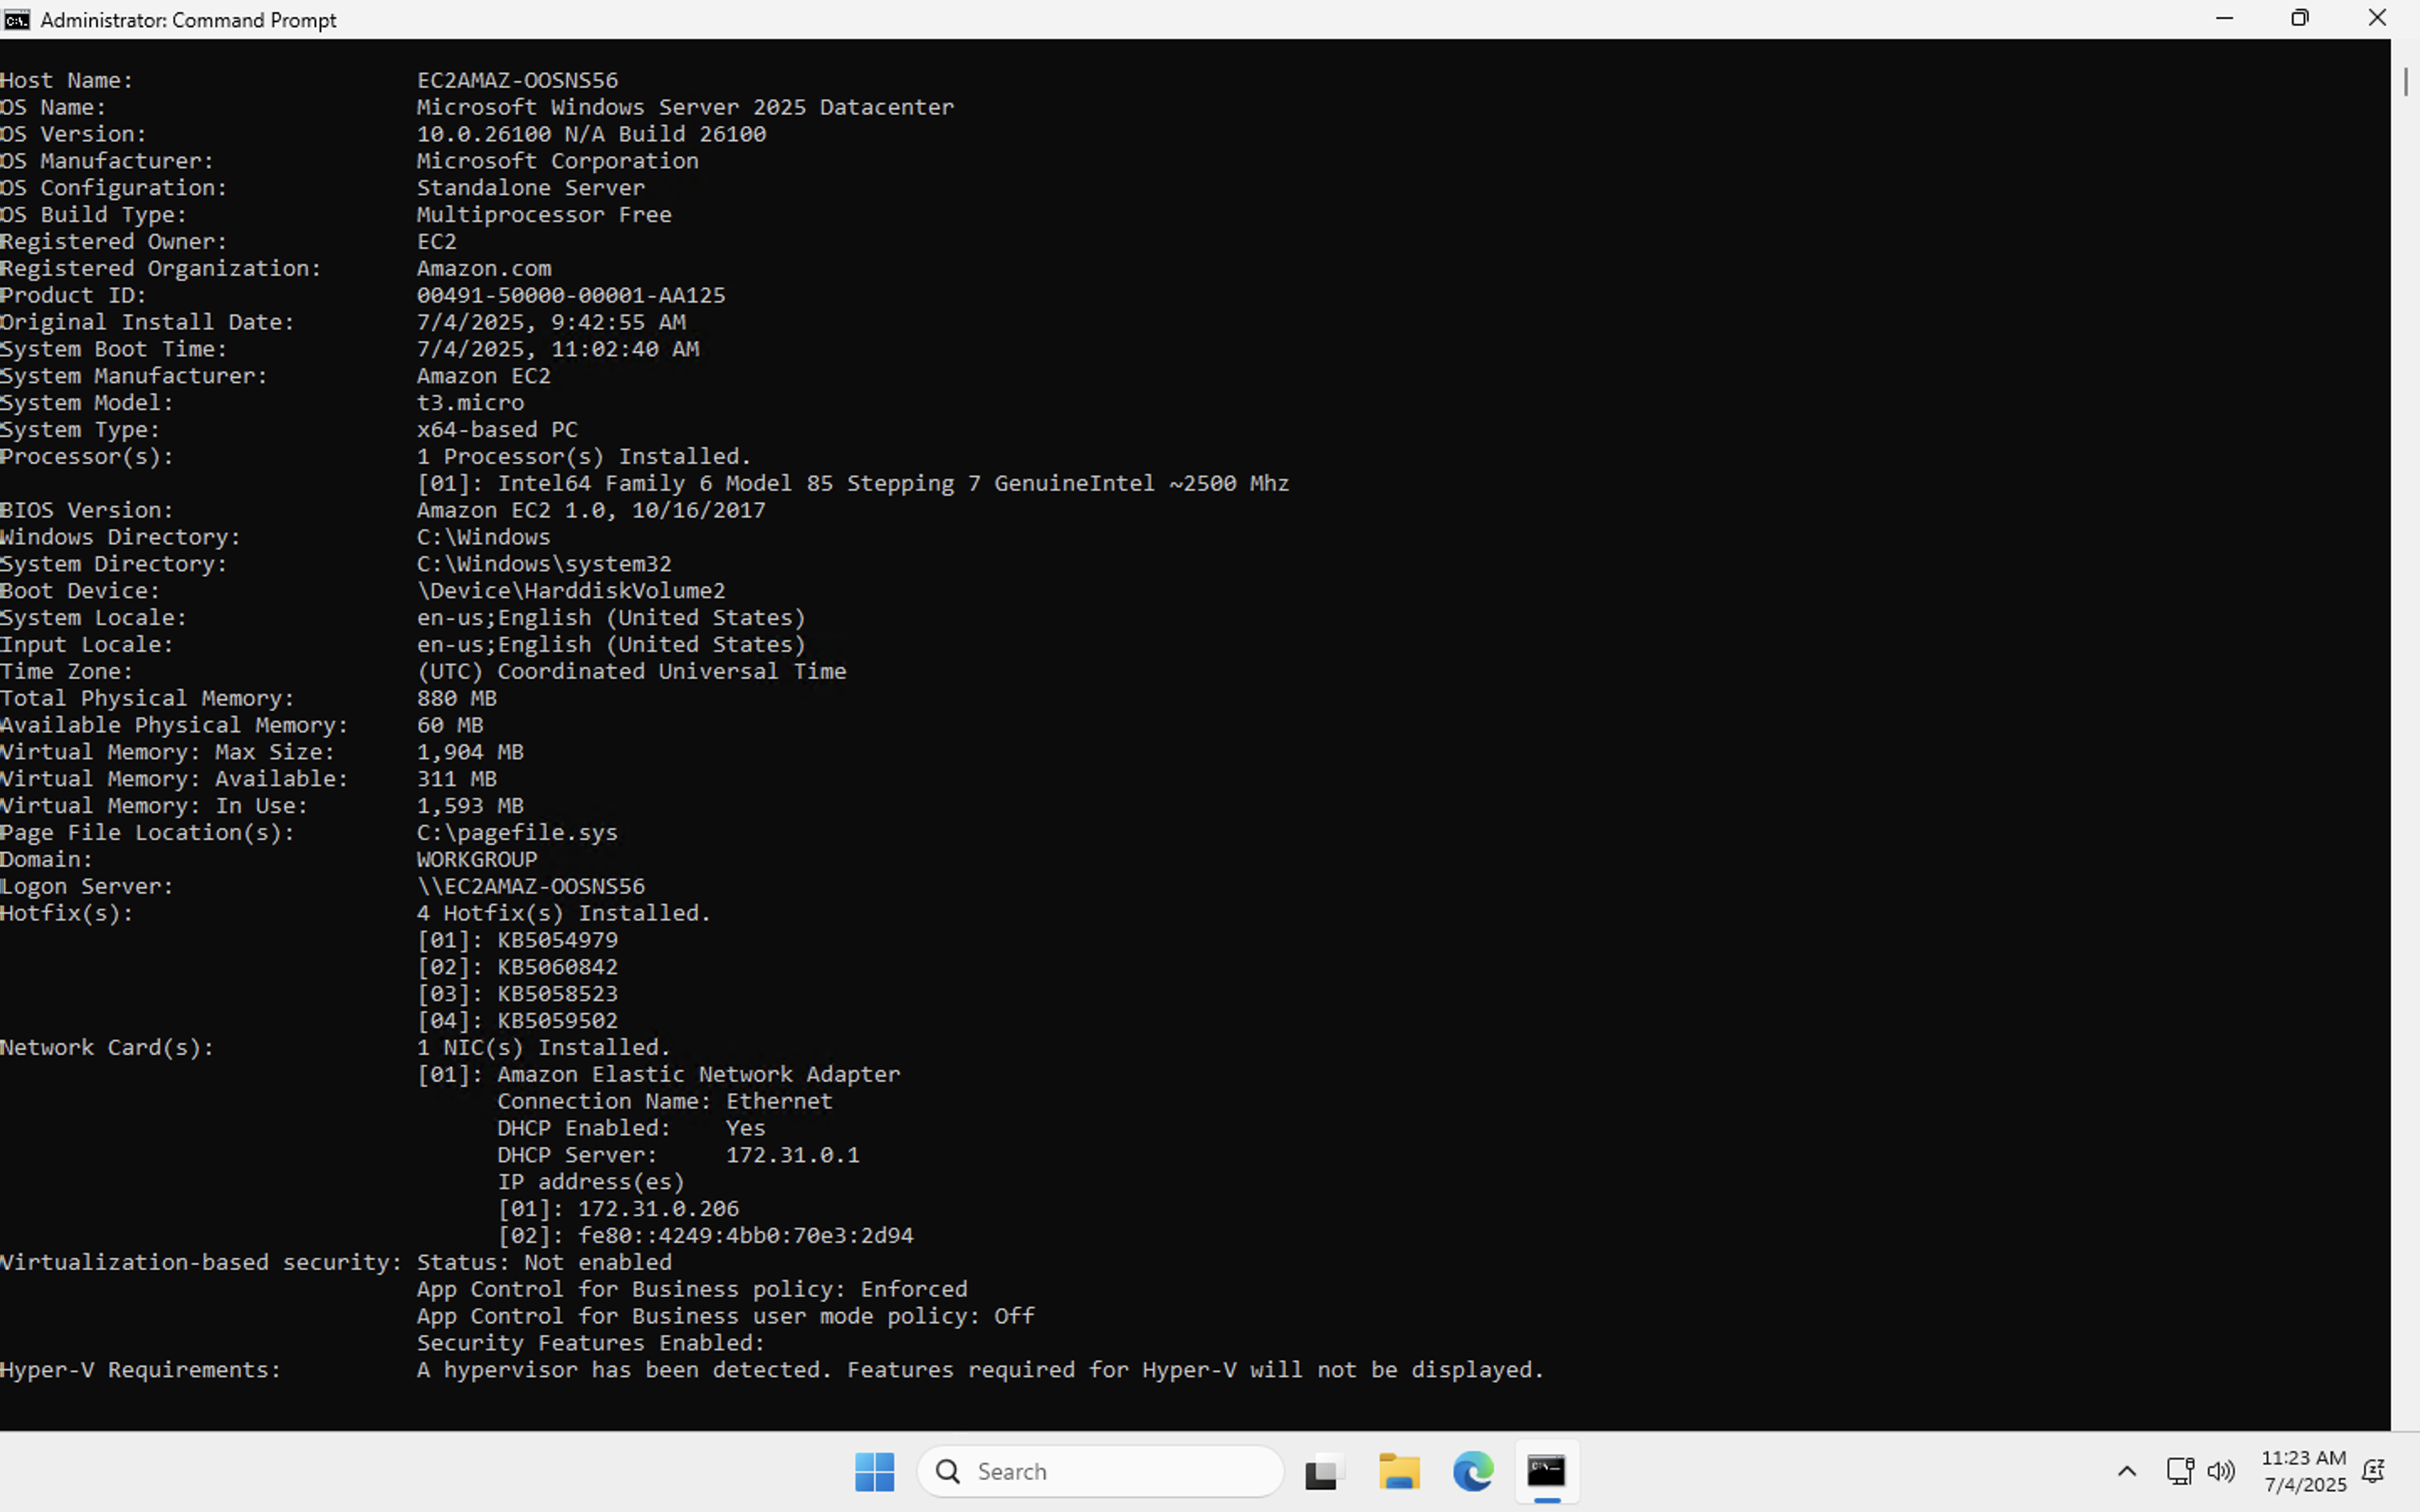 Administrator: Command Prompt
Host Name: EC2AMAZ-OOSNS56
OS Name: Microsoft Windows Server 2025 Datacenter
OS Version: 10.0.26100 N/A Build 26100
OS Manufacturer: Microsoft Corporation
OS Configuration: Standalone Server
OS Build Type: Multiprocessor Free
Registered Owner: EC2
Registered Organization: Amazon.com
Product ID: 00491-50000-00001-AA125
Original Install Date: 7/4/2025, 9:42:55 AM
System Boot Time: 7/4/2025, 11:02:40 AM
System Manufacturer: Amazon EC2
System Model: t3.micro
System Type: x64-based PC
Processor(s): 1 Processor(s) Installed.
[01]: Intel64 Family 6 Model 85 Stepping 7 GenuineIntel ~2500 Mhz
BIOS Version: Amazon EC2 1.0, 10/16/2017
Windows Directory: C:\Windows
System Directory: C:\Windows\system32
Boot Device: \Device\HarddiskVolume2
System Locale: en-us;English (United States)
Input Locale: en-us;English (United States)
Time Zone: (UTC) Coordinated Universal Time
Total Physical Memory: 880 MB
Available Physical Memory: 60 MB
Virtual Memory: Max Size: 1,904 MB
Virtual Memory: Available: 311 MB
Virtual Memory: In Use: 1,593 MB
Page File Location(s): C:\pagefile.sys
Domain: WORKGROUP
Logon Server: \\EC2AMAZ-OOSNS56
Hotfix(s): 4 Hotfix(s) Installed.
[01]: KB5054979
[02]: KB5060842
[03]: KB5058523
[04]: KB5059502
Network Card(s): 1 NIC(s) Installed.
[01]: Amazon Elastic Network Adapter
Connection Name: Ethernet
DHCP Enabled: Yes
DHCP Server: 172.31.0.1
IP address(es)
[01]: 172.31.0.206
[02]: fe80::4249:4bb0:70e3:2d94
Virtualization-based security: Status: Not enabled
App Control for Business policy: Enforced
App Control for Business user mode policy: Off
Security Features Enabled:
Hyper-V Requirements: A hypervisor has been detected. Features required for Hyper-V will not be displayed.
Search
11:23 AM
7/4/2025